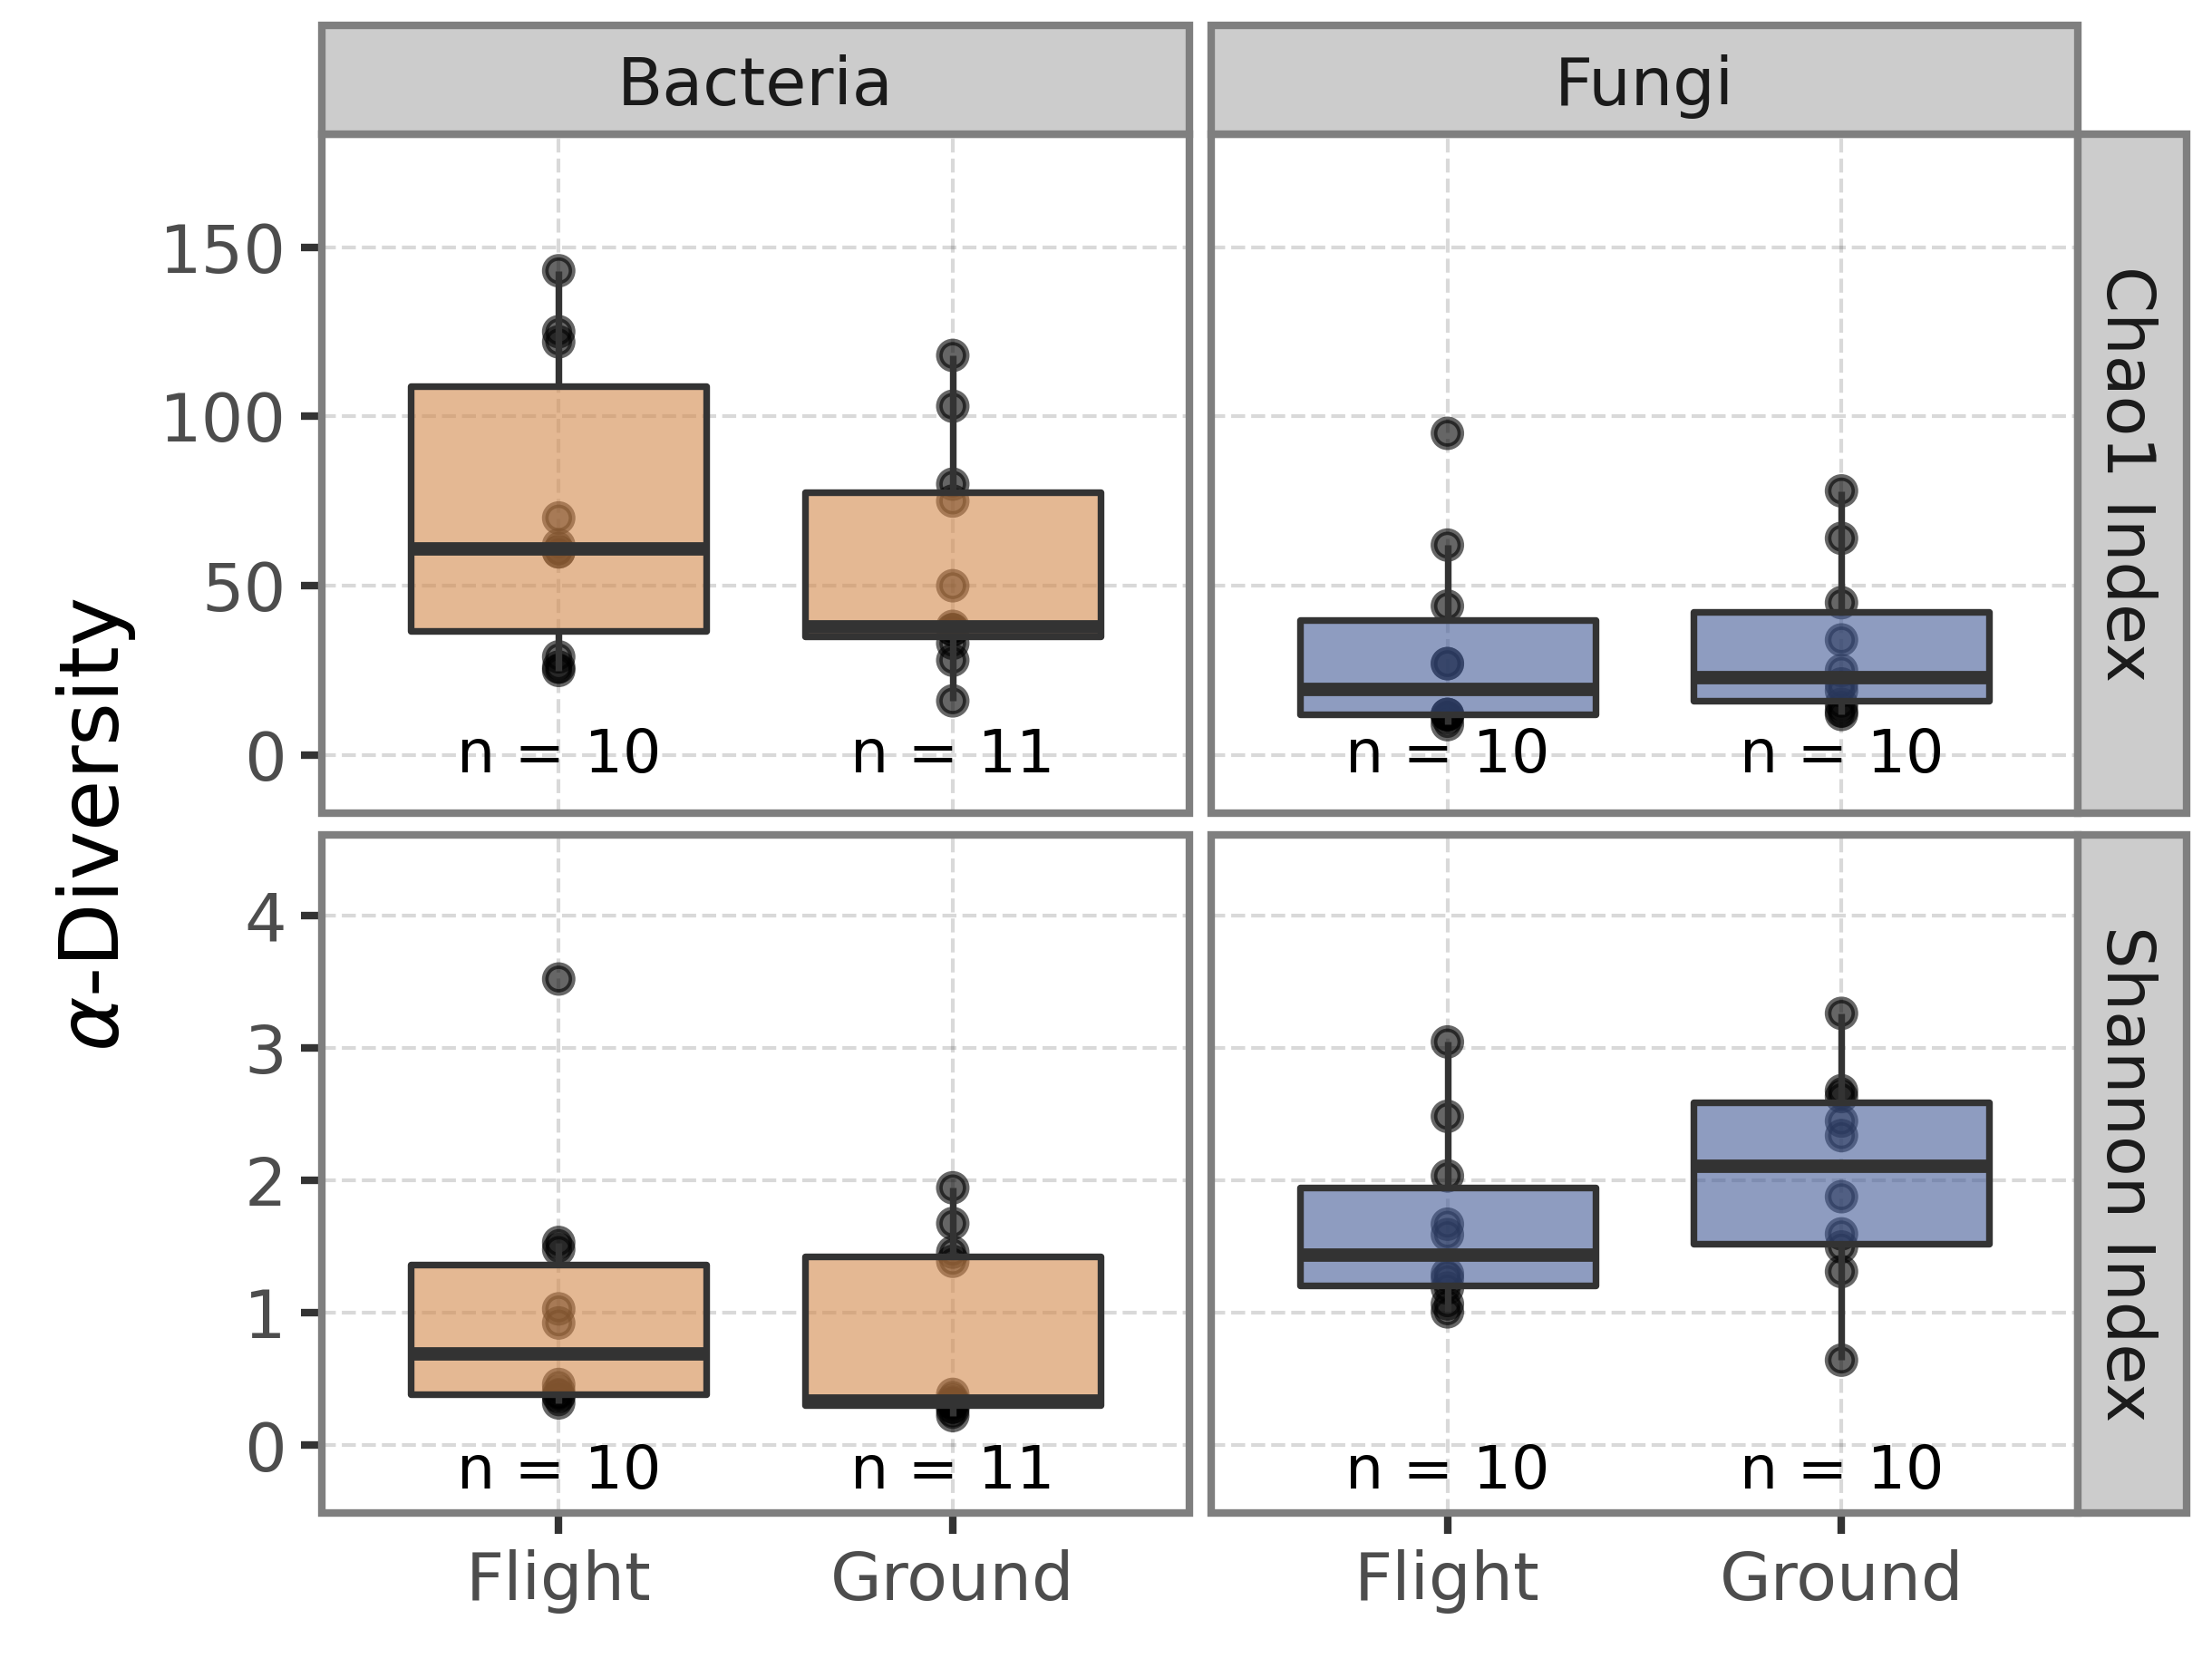 Bacteria
Fungi
α-Diversity
150
100
50
0
n = 10
n = 11
n = 10
n = 10
Chao1 Index
4
3
2
1
0
n = 10
n = 11
n = 10
n = 10
Shannon Index
Flight
Ground
Flight
Ground